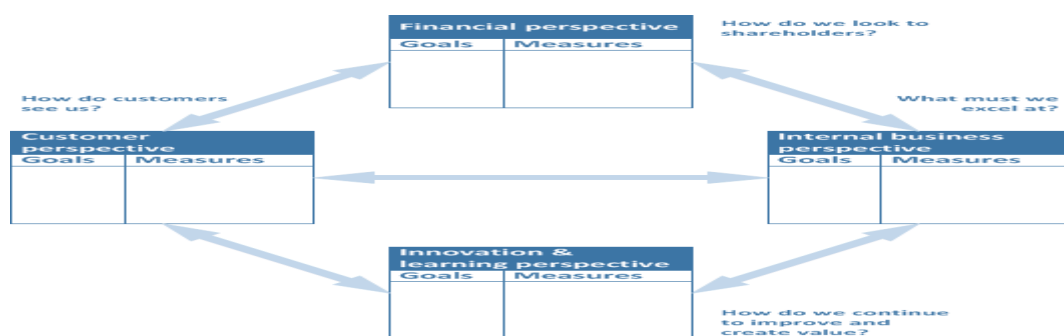 Financial perspective
Goals Measures
How do we look to
shareholders?
How do customers
see us?
What must we
excel at?
Customer
perspective
Goals Measures
Internal business
perspective
Goals Measures
Innovation &
learning perspective
Goals Measures
How do we continue
to improve and
create value?